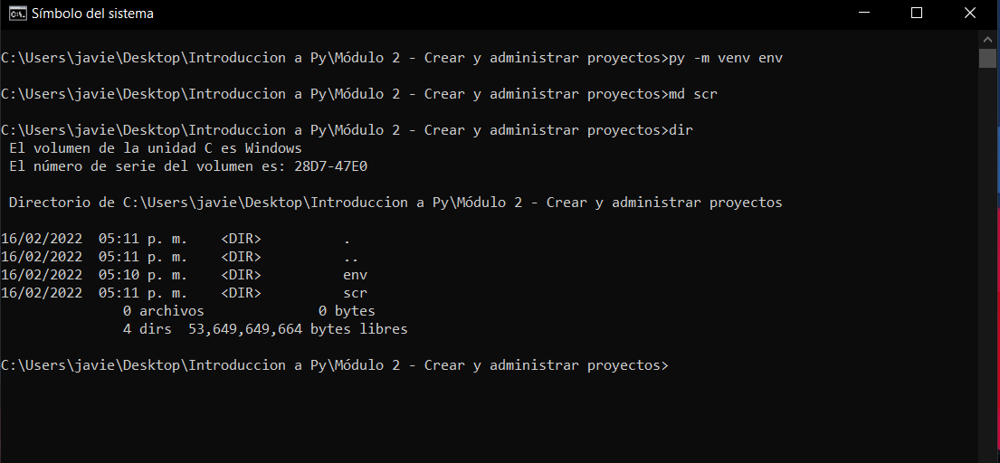 Símbolo del sistema
C:\Users\javie\Desktop\Introduccion a Py\Módulo 2 - Crear y administrar proyectos>py -m venv env
C:\Users\javie\Desktop\Introduccion a Py\Módulo 2 - Crear y administrar proyectos>md scr
C:\Users\javie\Desktop\Introduccion a Py\Módulo 2 - Crear y administrar proyectos>dir
 El volumen de la unidad C es Windows
 El número de serie del volumen es: 28D7-47E0
 Directorio de C:\Users\javie\Desktop\Introduccion a Py\Módulo 2 - Crear y administrar proyectos
16/02/2022  05:11 p. m.    <DIR>          .
16/02/2022  05:11 p. m.    <DIR>          ..
16/02/2022  05:10 p. m.    <DIR>          env
16/02/2022  05:11 p. m.    <DIR>          scr
               0 archivos              0 bytes
               4 dirs  53,649,649,664 bytes libres
C:\Users\javie\Desktop\Introduccion a Py\Módulo 2 - Crear y administrar proyectos>